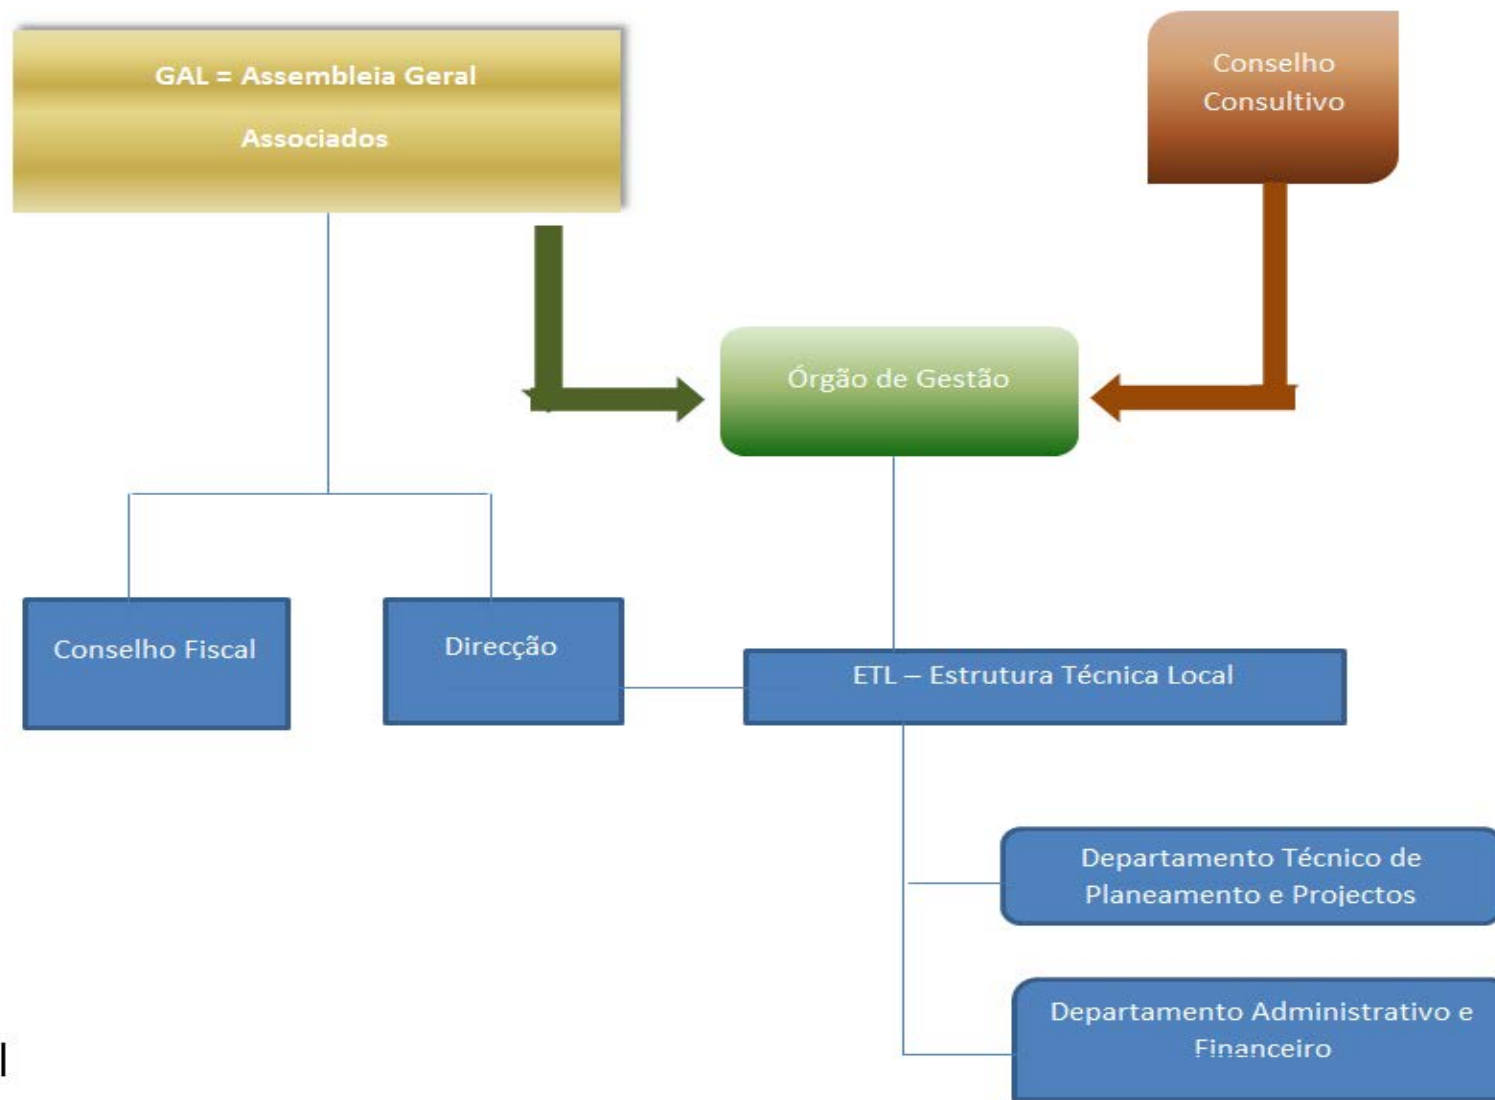 GAL = Assembleia Geral
Associados
Conselho
Consultivo
Órgão de Gestão
Conselho Fiscal
Direcção
ETL – Estrutura Técnica Local
Departamento Técnico de
Planeamento e Projectos
Departamento Administrativo e
Financeiro
l